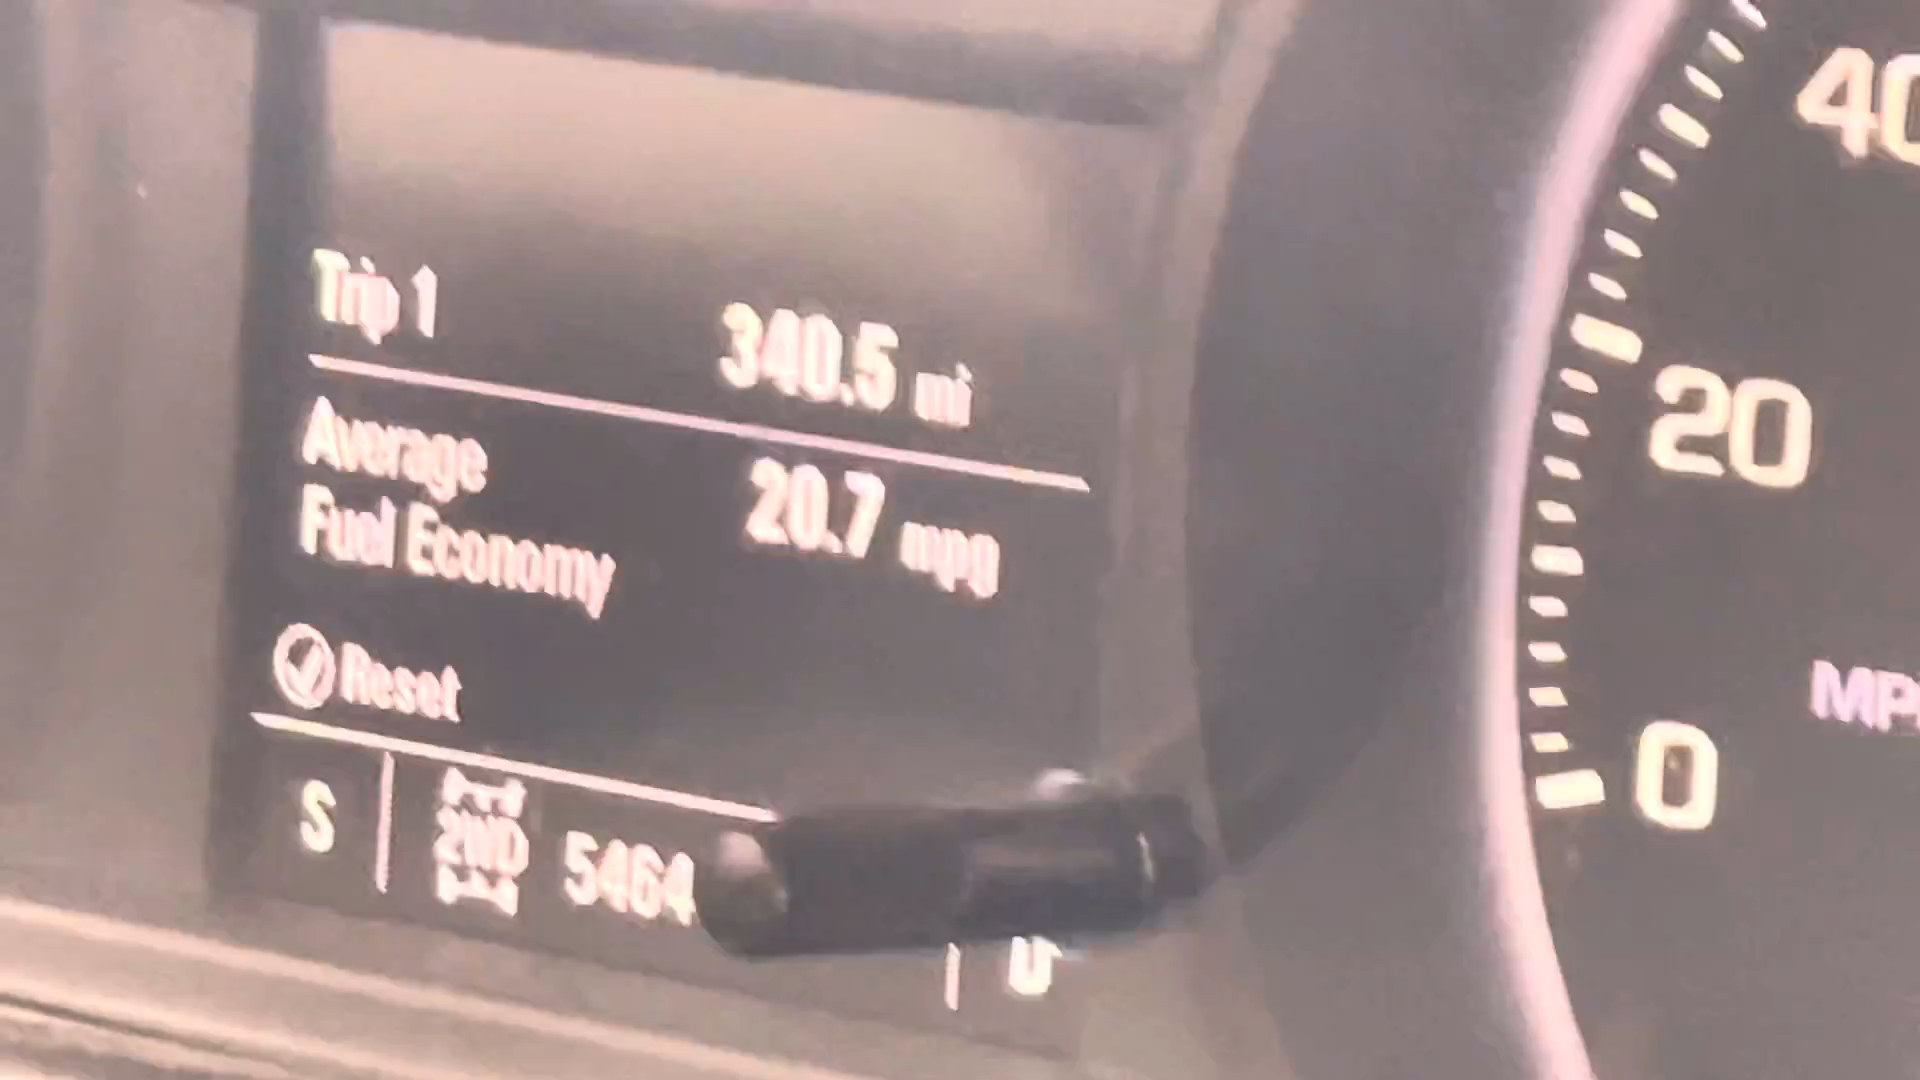 Trip 1
340.5 mi
Average
Fuel Economy
20.7 mpg
Reset
S
2WD
5464
40
20
0